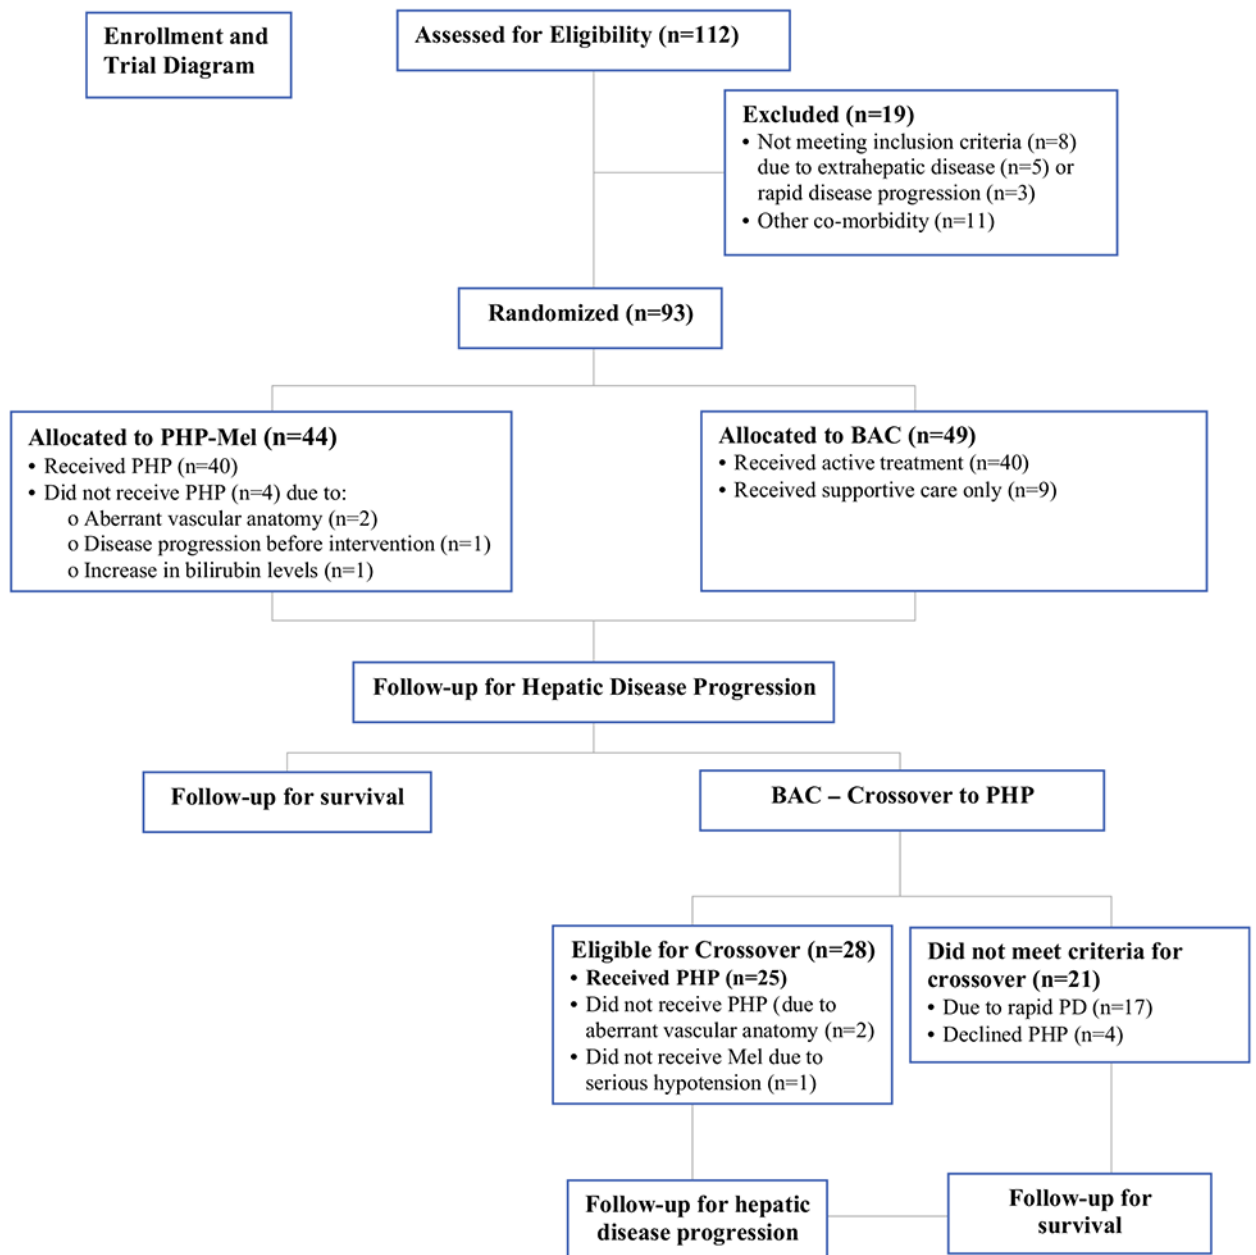 Enrollment and
Trial Diagram
Assessed for Eligibility (n=112)
Excluded (n=19)
• Not meeting inclusion criteria (n=8)
due to extrahepatic disease (n=5) or
rapid disease progression (n=3)
• Other co-morbidity (n=11)
Randomized (n=93)
Allocated to PHP-Mel (n=44)
• Received PHP (n=40)
• Did not receive PHP (n=4) due to:
o Aberrant vascular anatomy (n=2)
o Disease progression before intervention (n=1)
o Increase in bilirubin levels (n=1)
Allocated to BAC (n=49)
• Received active treatment (n=40)
• Received supportive care only (n=9)
Follow-up for Hepatic Disease Progression
Follow-up for survival
BAC – Crossover to PHP
Eligible for Crossover (n=28)
• Received PHP (n=25)
• Did not receive PHP (due to
aberrant vascular anatomy (n=2)
• Did not receive Mel due to
serious hypotension (n=1)
Did not meet criteria for
crossover (n=21)
• Due to rapid PD (n=17)
• Declined PHP (n=4)
Follow-up for hepatic
disease progression
Follow-up for
survival